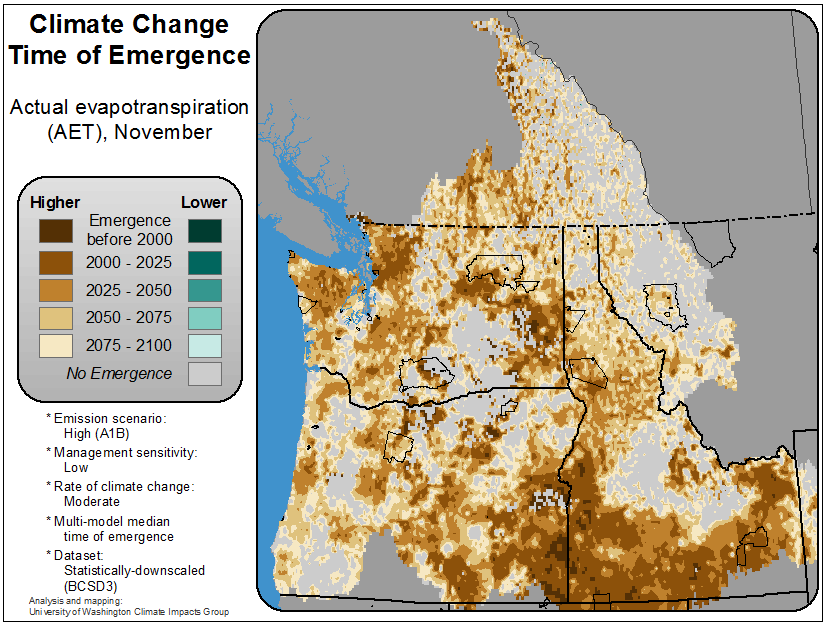 Climate Change
Time of Emergence
Actual evapotranspiration
(AET), November
Higher
Lower
Emergence
before 2000
2000 - 2025
2025 - 2050
2050 - 2075
2075 - 2100
No Emergence
* Emission scenario:
High (A1B)
* Management sensitivity:
Low
* Rate of climate change:
Moderate
* Multi-model median
time of emergence
* Dataset:
Statistically-downscaled
(BCSD3)
Analysis and mapping:
University of Washington Climate Impacts Group